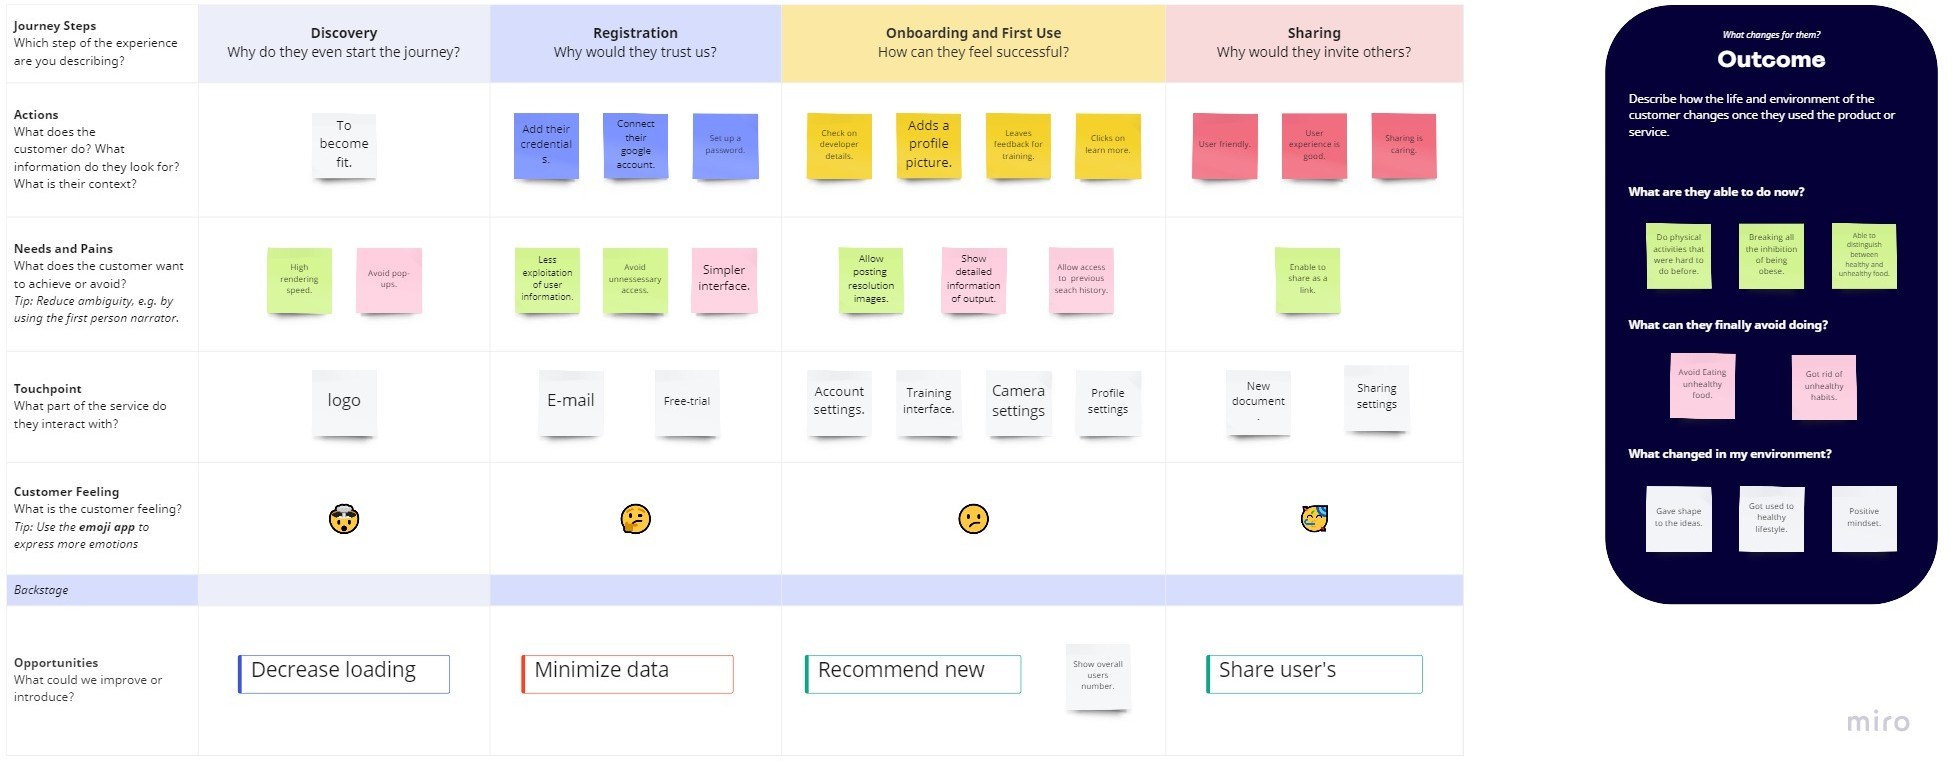 Journey Steps
Which step of the experience
are you describing?
Discovery
Why do they even start the journey?
Registration
Why would they trust us?
Onboarding and First Use
How can they feel successful?
Sharing
Why would they invite others?
Actions
What does the
customer do? What
information do they look for?
What is their context?
To
become
fit.
Add their
credential
s.
Connect
their
google
account.
Set up a
password.
Check on
developer
details.
Adds a
profile
picture.
Leaves
feedback for
training.
Clicks on
learn more.
User friendly.
User
experience is
good.
Sharing is
caring.
Needs and Pains
What does the customer want
to achieve or avoid?
Tip: Reduce ambiguity, e.g. by
using the first person narrator.
High
rendering
speed.
Avoid pop-
ups.
Less
exploitation
of user
information.
Avoid
unnessessary
access.
Simpler
interface.
Allow
posting
resolution
images.
Show
detailed
information
of output.
Allow access
to previous
seach history.
Enable to
share as a
link.
Touchpoint
What part of the service do
they interact with?
logo
E-mail
Free-trial
Account
settings.
Training
interface.
Camera
settings
Profile
settings
New
document
.
Sharing
settings
Customer Feeling
What is the customer feeling?
Tip: Use the emoji app to
express more emotions
Backstage
Opportunities
What could we improve or
introduce?
Decrease loading
Minimize data
Recommend new
Show overall
users
number.
Share user's
What changes for them?
Outcome
Describe how the life and environment of the
customer changes once they used the product or
service.
What are they able to do now?
Do physical
activities that
were hard to
do before.
Breaking all
the inhibition
of being
obese.
Able to
distinguish
between
healthy and
unhealthy food.
What can they finally avoid doing?
Avoid Eating
unhealthy
food.
Got rid of
unhealthy
habits.
What changed in my environment?
Gave shape
to the ideas.
Got used to
healthy
lifestyle.
Positive
mindset.
miro